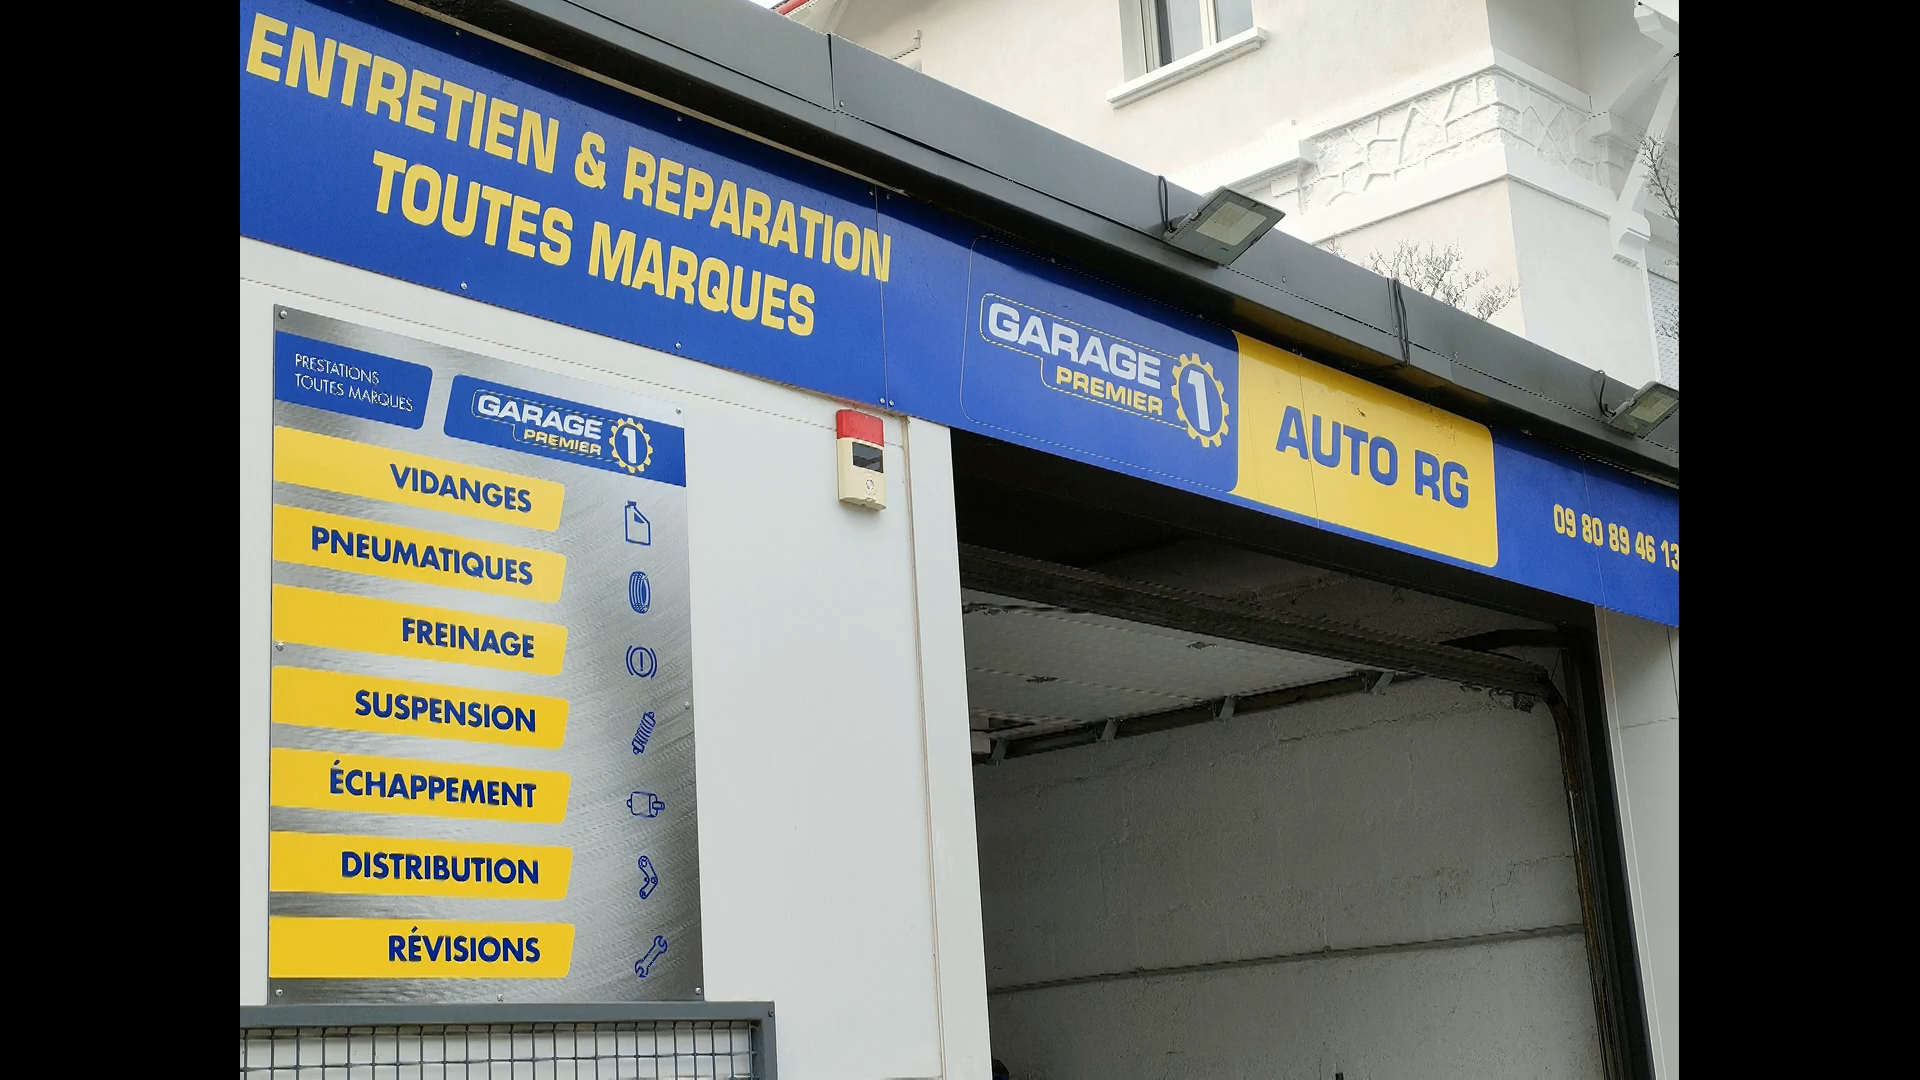 ENTRETIEN & REPARATION
TOUTES MARQUES
GARAGE
PREMIER
1
AUTO RG
09 80 89 46 13
PRESTATIONS
TOUTES MARQUES
GARAGE
PREMIER
1
VIDANGES
PNEUMATIQUES
FREINAGE
SUSPENSION
ÉCHAPPEMENT
DISTRIBUTION
RÉVISIONS